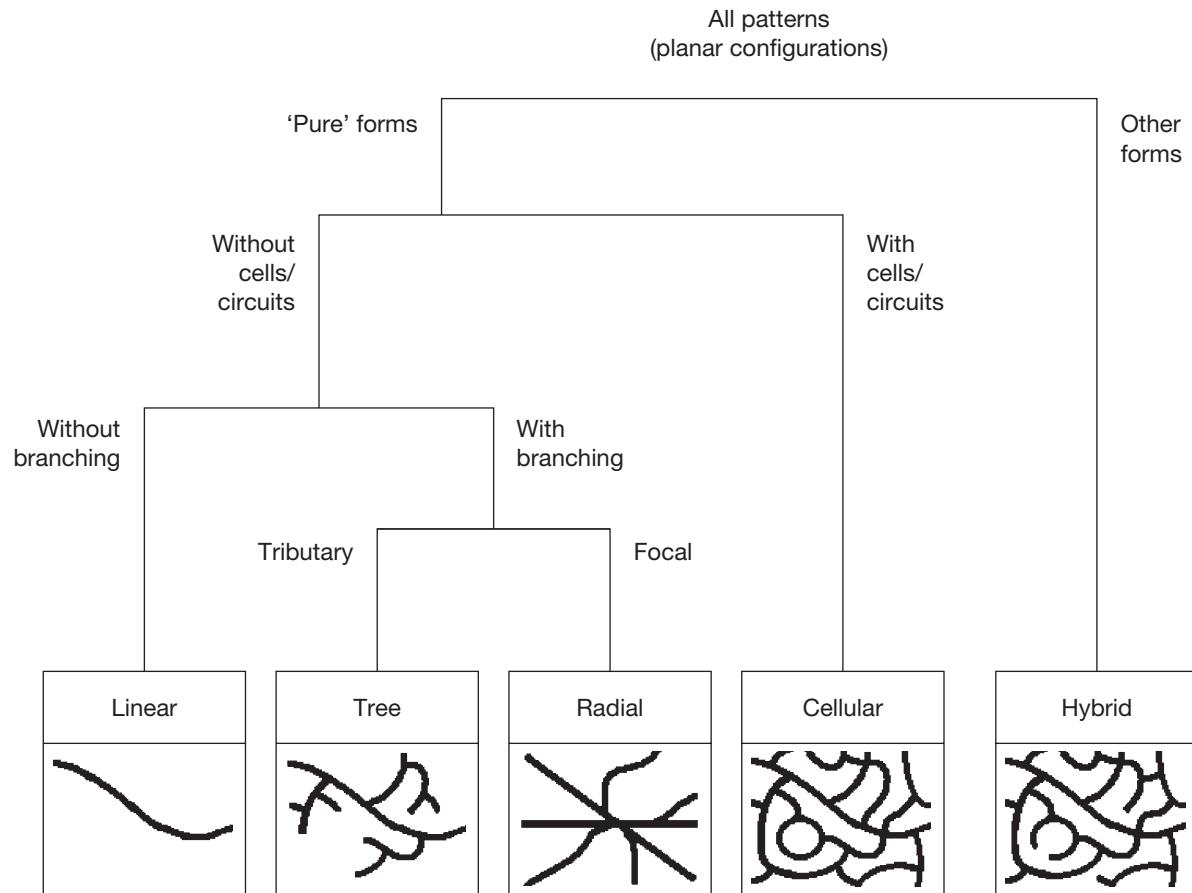 All patterns
(planar configurations)
‘Pure’ forms
Other
forms
Without
cells/
circuits
With
cells/
circuits
Without
branching
With
branching
Tributary
Focal
Linear
Tree
Radial
Cellular
Hybrid